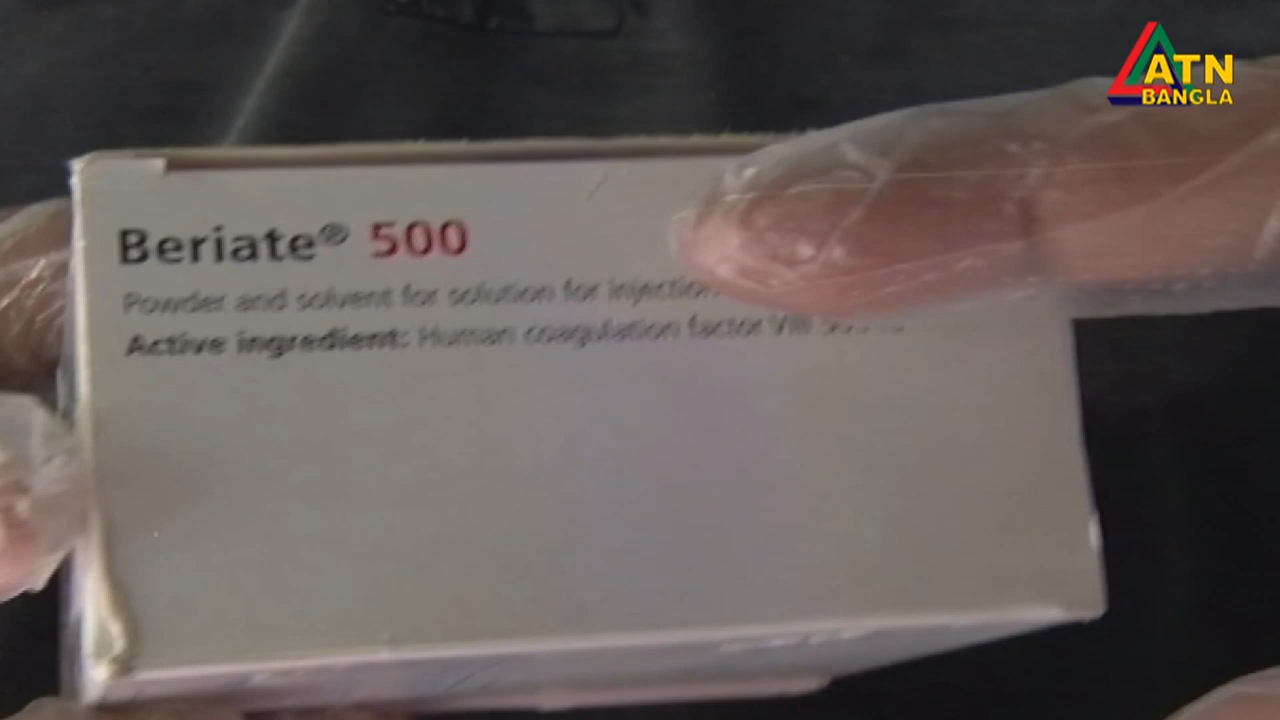 ATN
BANGLA
Beriate® 500
Powder and solvent for solution for injection
Active ingredient: Human coagulation factor VIII